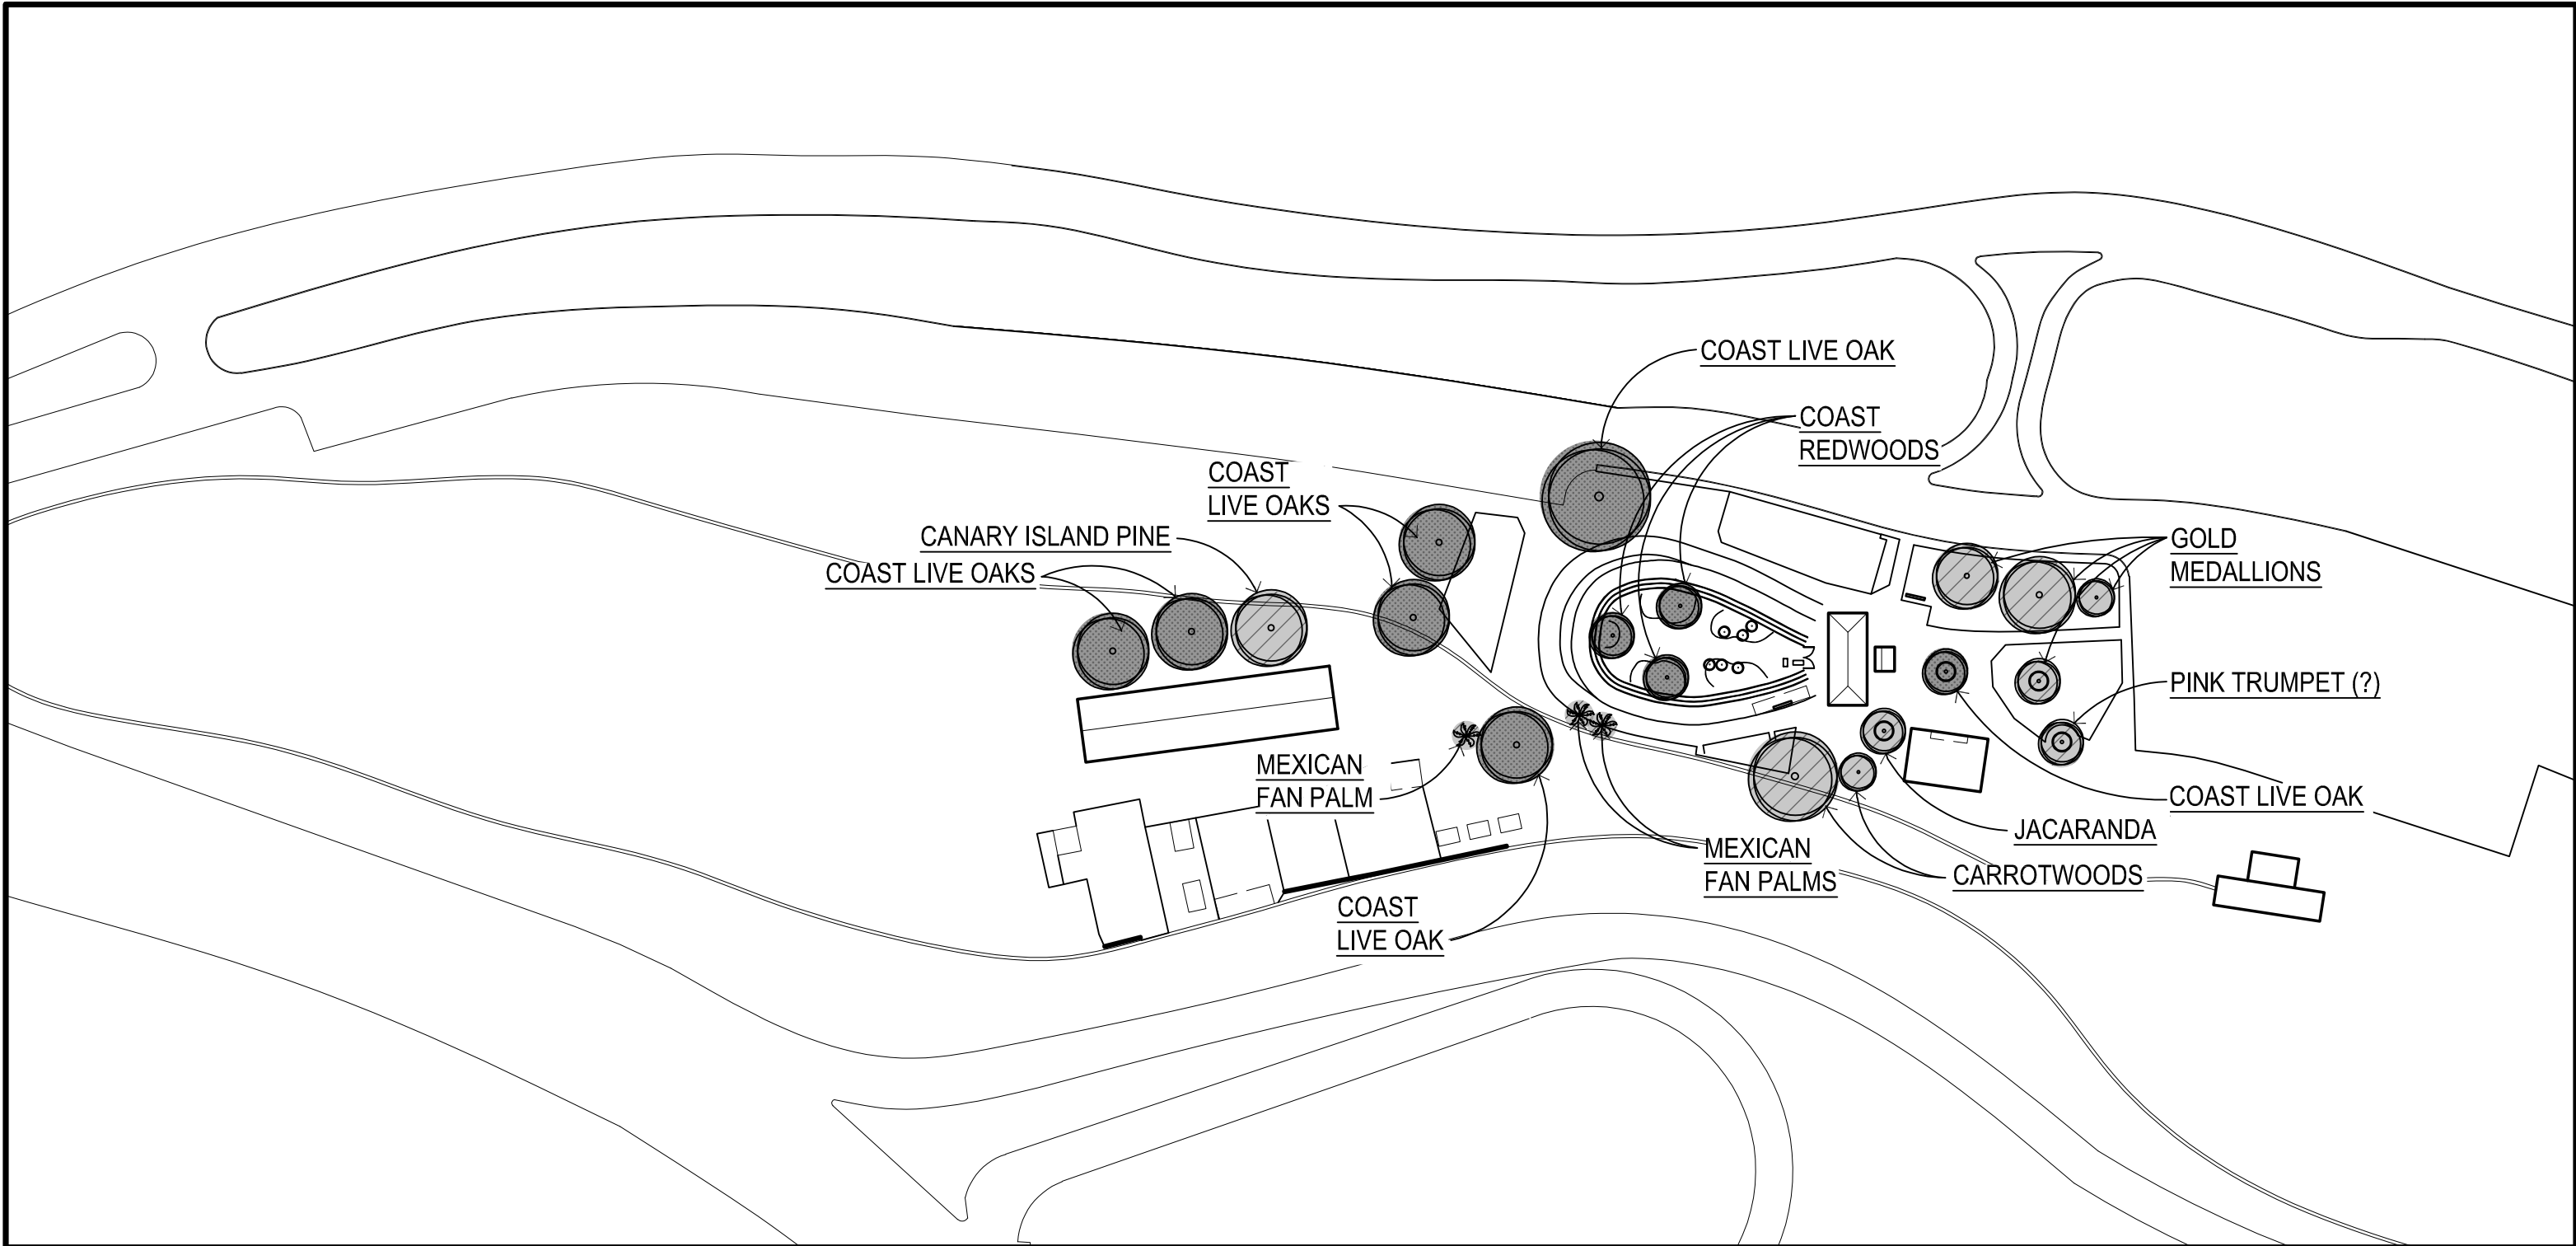 COAST LIVE OAK
COAST
REDWOODS
COAST
LIVE OAKS
CANARY ISLAND PINE
COAST LIVE OAKS
GOLD
MEDALLIONS
PINK TRUMPET (?)
MEXICAN
FAN PALM
COAST LIVE OAK
JACARANDA
MEXICAN
FAN PALMS
CARROTWOODS
COAST
LIVE OAK